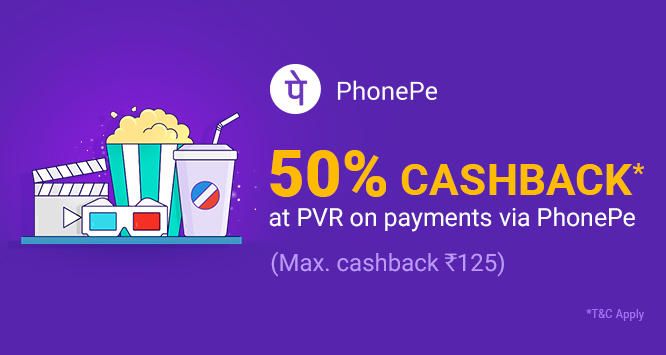 पे PhonePe
50% CASHBACK*
at PVR on payments via PhonePe
(Max. cashback ₹125)
*T&C Apply